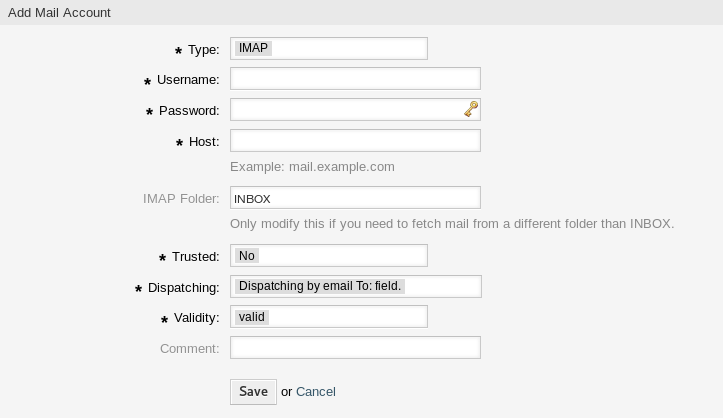 Add Mail Account
* Type: IMAP
* Username:
* Password:
* Host:
Example: mail.example.com
IMAP Folder: INBOX
Only modify this if you need to fetch mail from a different folder than INBOX.
* Trusted: No
* Dispatching: Dispatching by email To: field.
* Validity: valid
Comment:
Save or Cancel